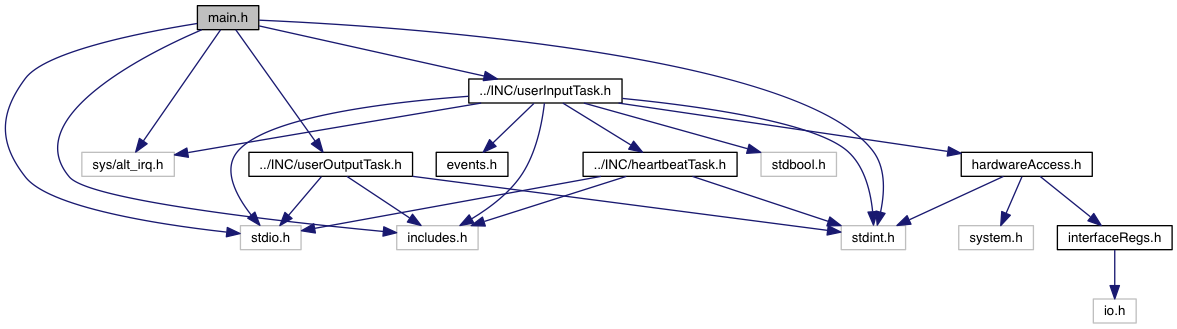 main.h
../INC/userInputTask.h
sys/alt_irq.h
../INC/userOutputTask.h
events.h
../INC/heartbeatTask.h
stdbool.h
hardwareAccess.h
stdio.h
includes.h
stdint.h
system.h
interfaceRegs.h
io.h